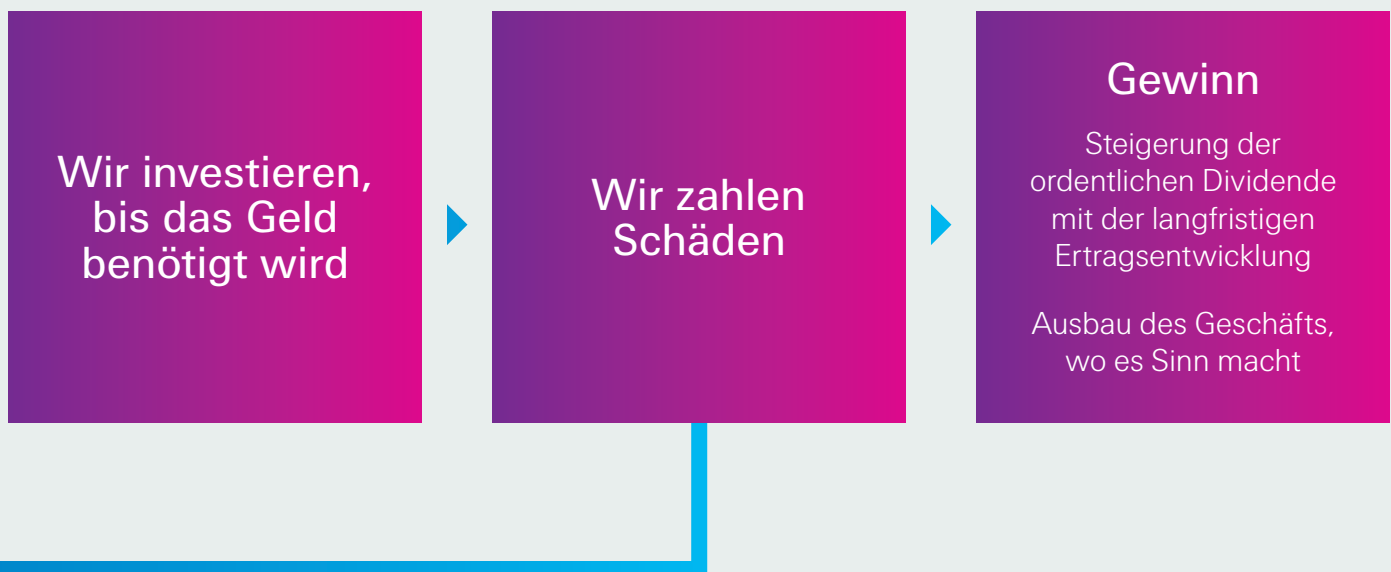 Wir investieren,
bis das Geld
benötigt wird
Wir zahlen
Schäden
Gewinn
Steigerung der
ordentlichen Dividende
mit der langfristigen
Ertragsentwicklung
Ausbau des Geschäfts,
wo es Sinn macht